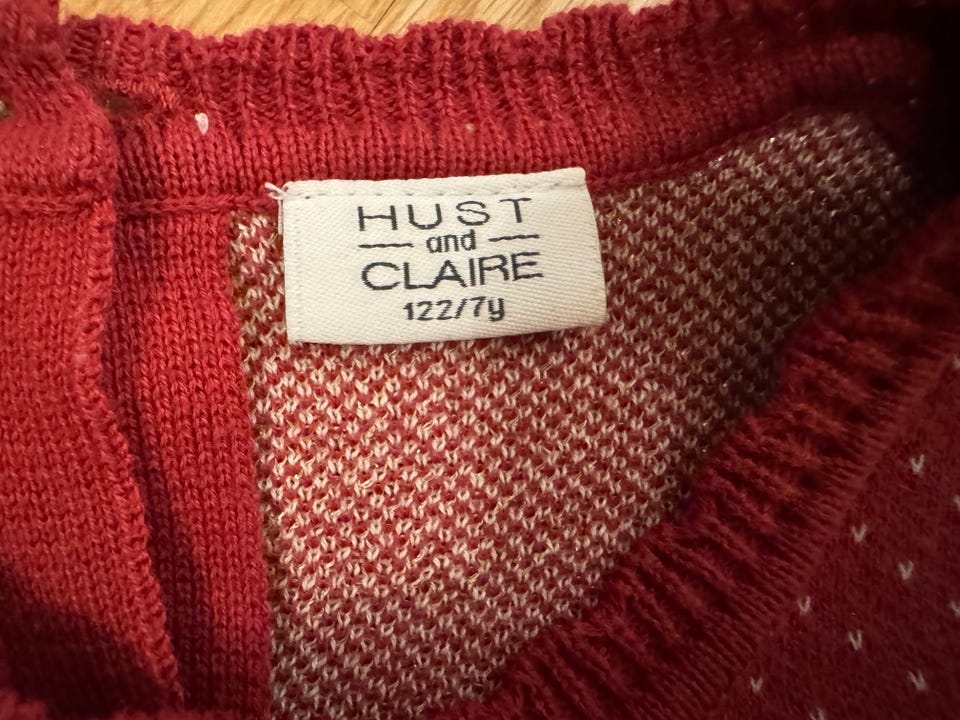 HUST
and
CLAIRE
122/7y